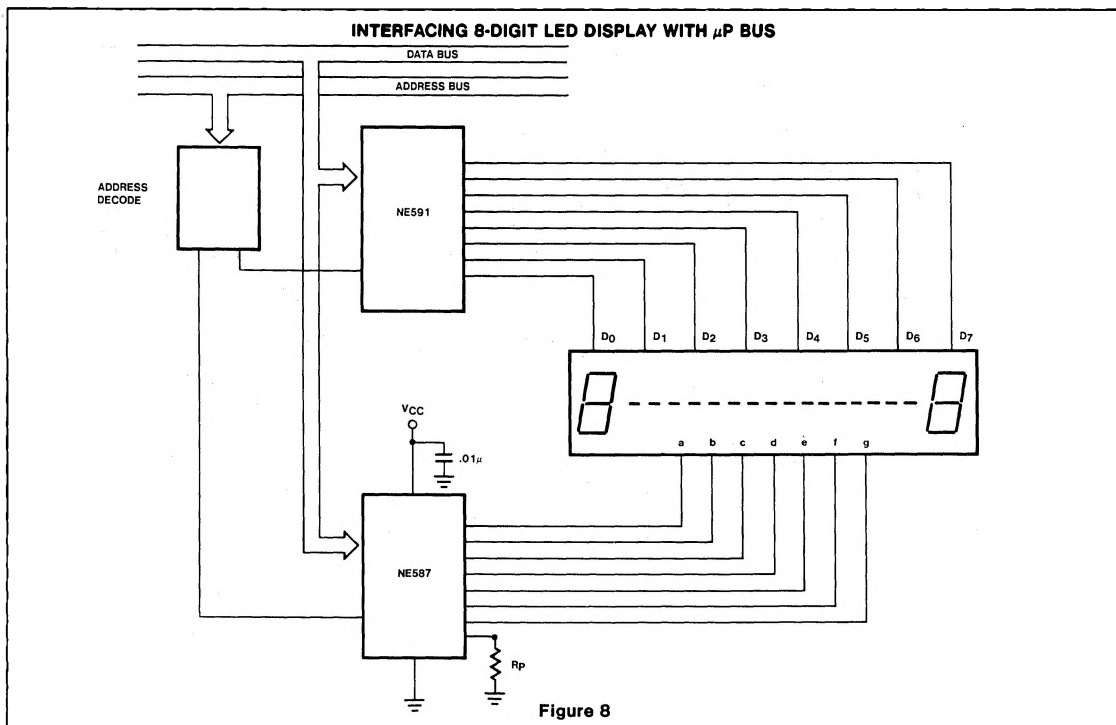 INTERFACING 8-DIGIT LED DISPLAY WITH μP BUS
DATA BUS
ADDRESS BUS
ADDRESS
DECODE
NE591
D0 D1 D2 D3 D4 D5 D6 D7
VCC
.01μ
a b c d e f g
NE587
RP
Figure 8